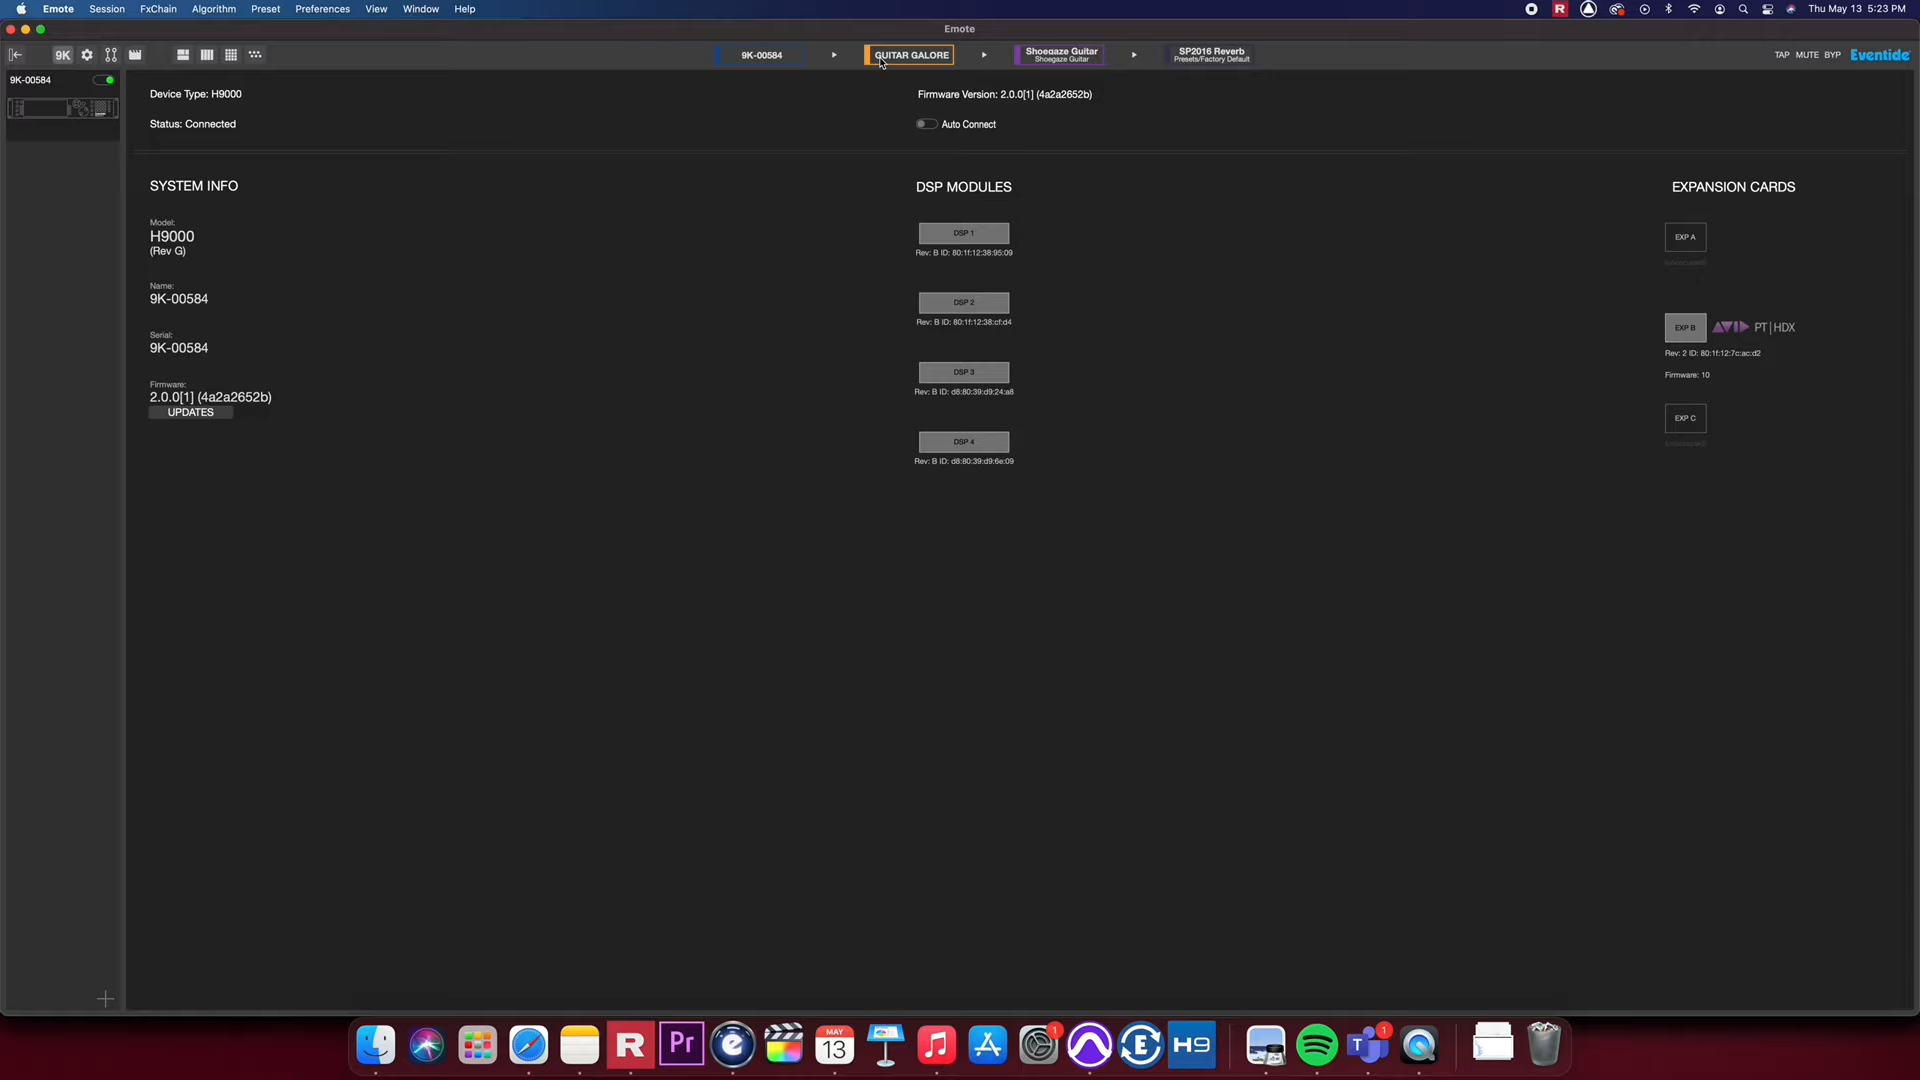 Emote Session FxChain Algorithm Preset Preferences View Window Help
R
Thu May 13 5:23 PM
Emote
9K
9K-00584
GUITAR GALORE
Shoegaze Guitar
Shoegaze Guitar
SP2016 Reverb
Presets/Factory Default
TAP MUTE BYP Eventide
9K-00584
Device Type: H9000
Firmware Version: 2.0.0[1] (4a2a2652b)
Status: Connected
Auto Connect
SYSTEM INFO
Model:
H9000
(Rev G)
Name:
9K-00584
Serial:
9K-00584
Firmware:
2.0.0[1] (4a2a2652b)
UPDATES
DSP MODULES
DSP 1
Rev: B ID: 80:1f:12:38:95:09
DSP 2
Rev: B ID: 80:1f:12:38:cf:d4
DSP 3
Rev: B ID: d8:80:39:d9:24:a8
DSP 4
Rev: B ID: d8:80:39:d9:6e:09
EXPANSION CARDS
EXP A
EXP B
AVID PT|HDX
Rev: 2 ID: 80:1f:12:7c:ac:d2
Firmware: 10
EXP C
R
Pr
e
MAY
13
1
E
H9
T
1